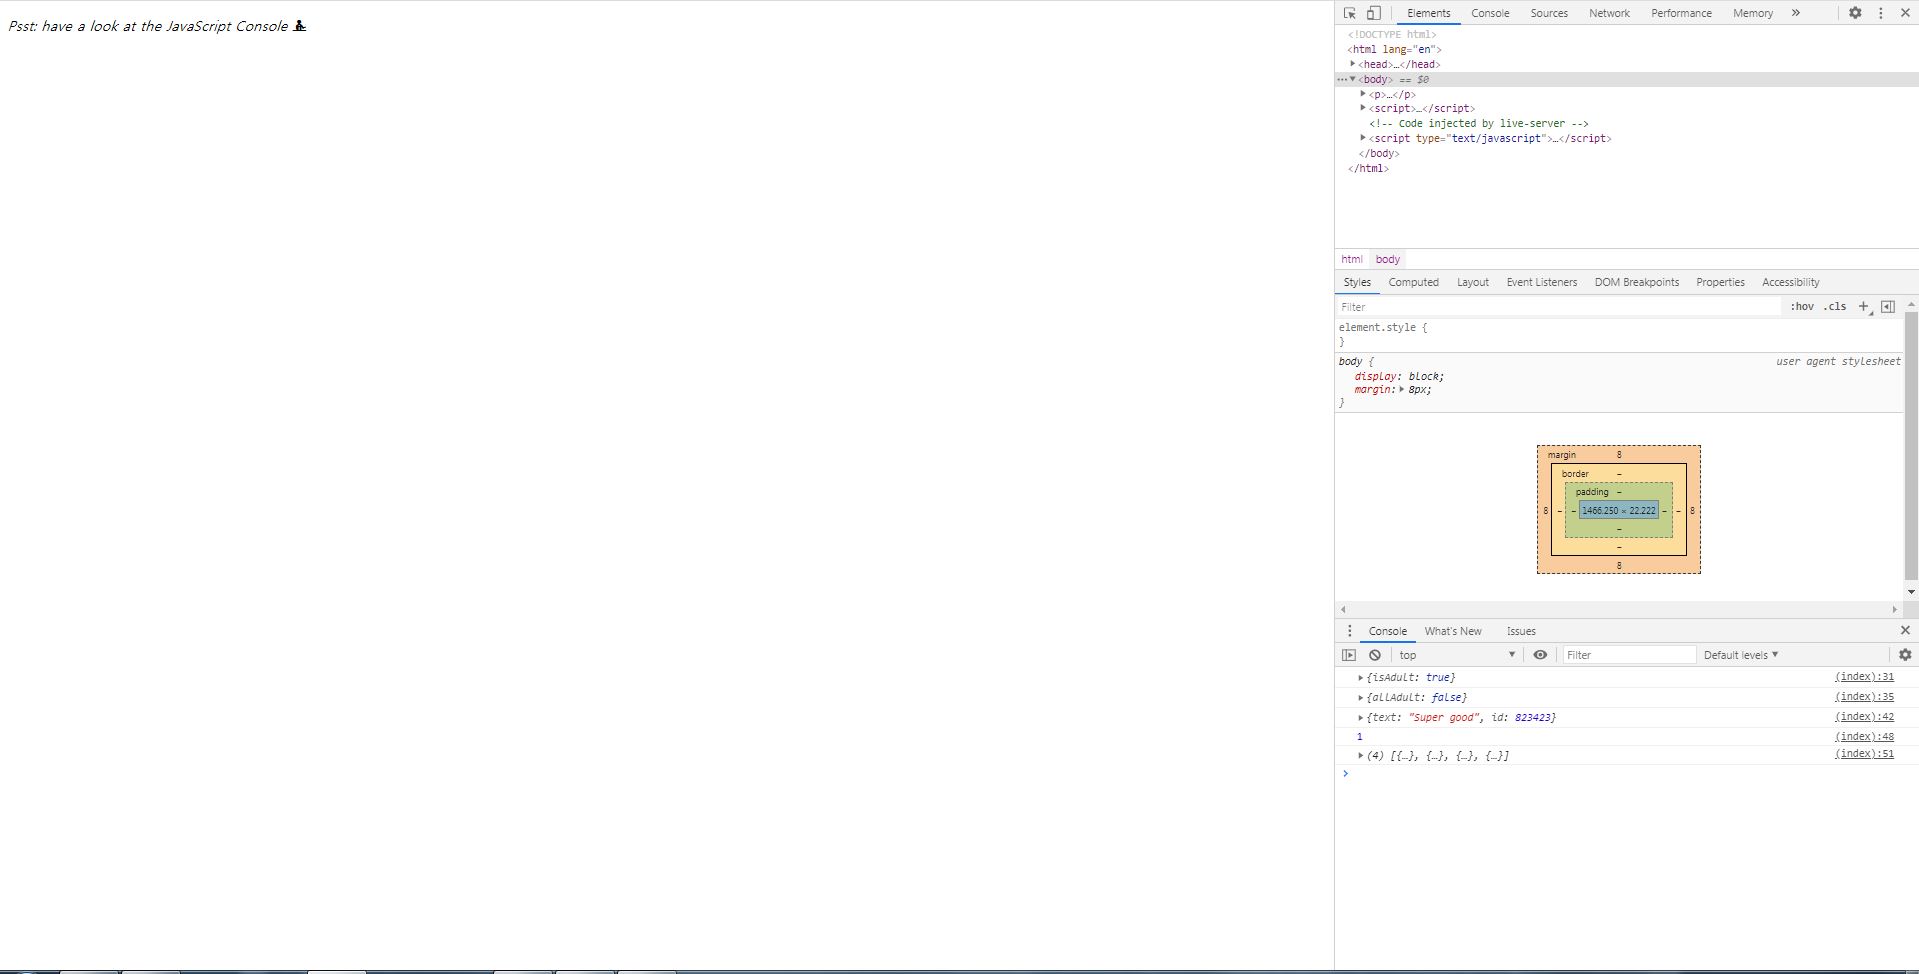 Psst: have a look at the JavaScript Console
Elements Console Sources Network Performance Memory »
<!DOCTYPE html>
<html lang="en">
<head>…</head>
<body> == $0
<p>…</p>
<script>…</script>
<!-- Code injected by live-server -->
<script type="text/javascript">…</script>
</body>
</html>
html body
Styles Computed Layout Event Listeners DOM Breakpoints Properties Accessibility
Filter :hov .cls +
element.style {
}
body { user agent stylesheet
display: block;
margin: 8px;
}
margin 8
border –
padding –
8 – – 1466.250 × 22.222 – – 8
–
–
8
Console What's New Issues
top Filter Default levels
{isAdult: true} (index):31
{allAdult: false} (index):35
{text: "Super good", id: 823423} (index):42
1 (index):48
(4) [{…}, {…}, {…}, {…}] (index):51